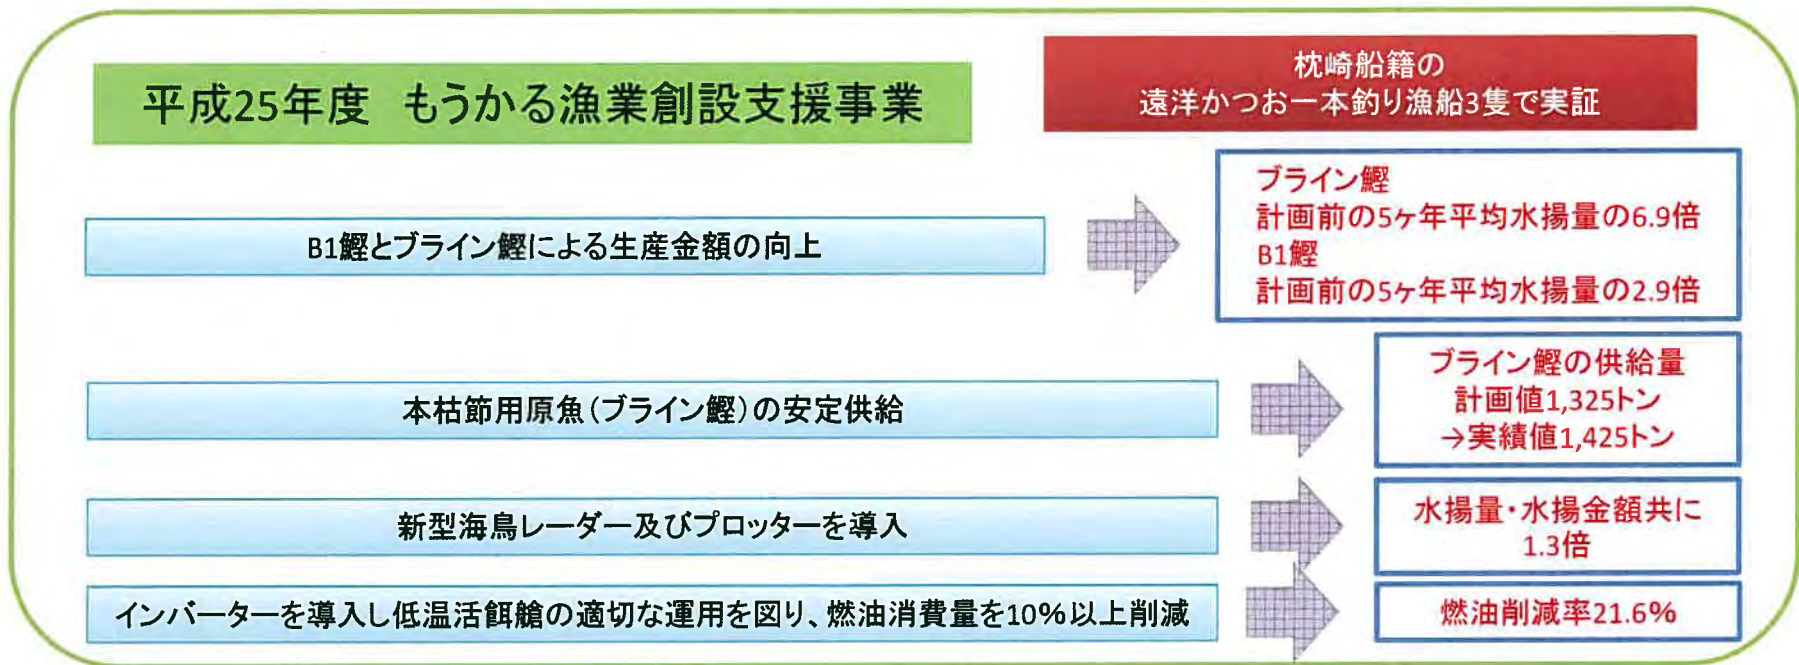 平成25年度 もうかる漁業創設支援事業
枕崎船籍の
遠洋かつお一本釣り漁船3隻で実証
B1鰹とブライン鰹による生産金額の向上
ブライン鰹
計画前の5ヶ年平均水揚量の6.9倍
B1鰹
計画前の5ヶ年平均水揚量の2.9倍
本枯節用原魚(ブライン鰹)の安定供給
ブライン鰹の供給量
計画値1,325トン
→実績値1,425トン
新型海鳥レーダー及びプロッターを導入
水揚量・水揚金額共に
1.3倍
インバーターを導入し低温活餌艙の適切な運用を図り、燃油消費量を10%以上削減
燃油削減率21.6%